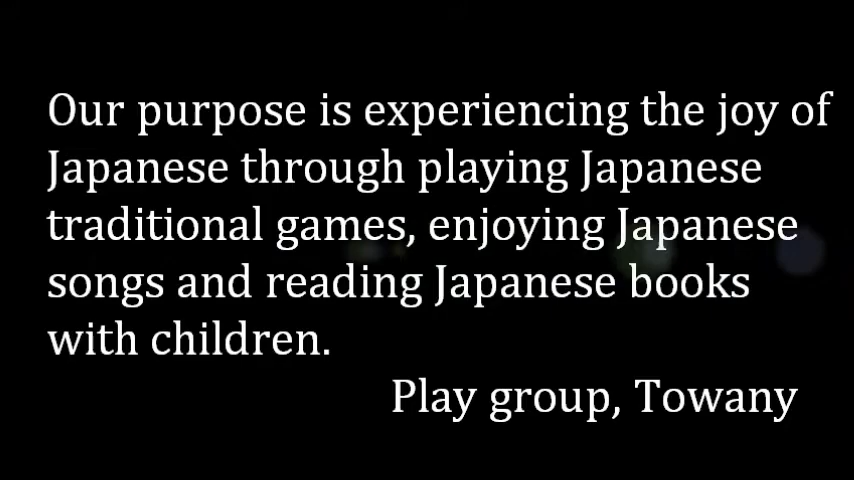 Our purpose is experiencing the joy of
Japanese through playing Japanese
traditional games, enjoying Japanese
songs and reading Japanese books
with children.
Play group, Towany